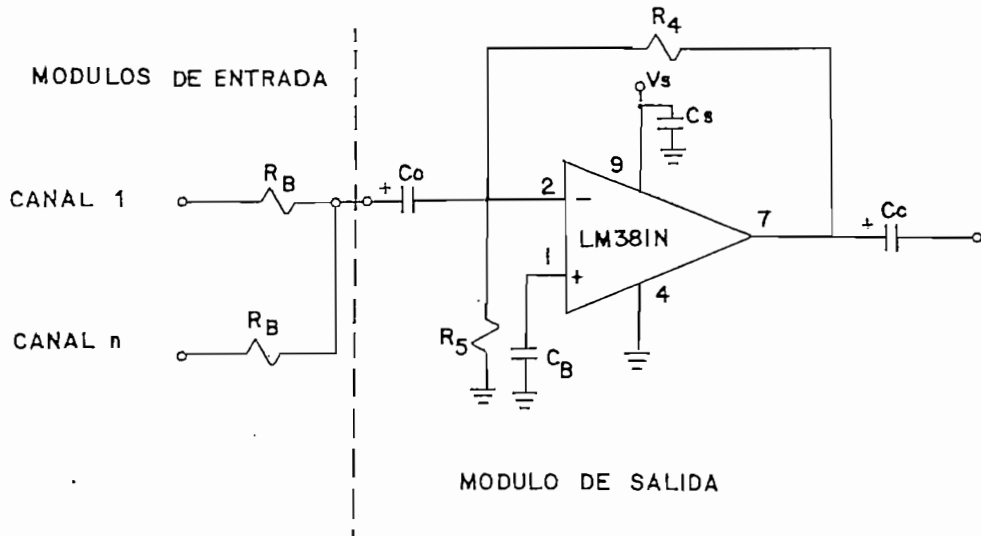 R4
MODULOS DE ENTRADA
Vs
Cs
9
RB
Co
CANAL 1
+
2
-
7
Cc
+
LM381N
1
+
4
RB
R5
CB
CANAL n
MODULO DE SALIDA